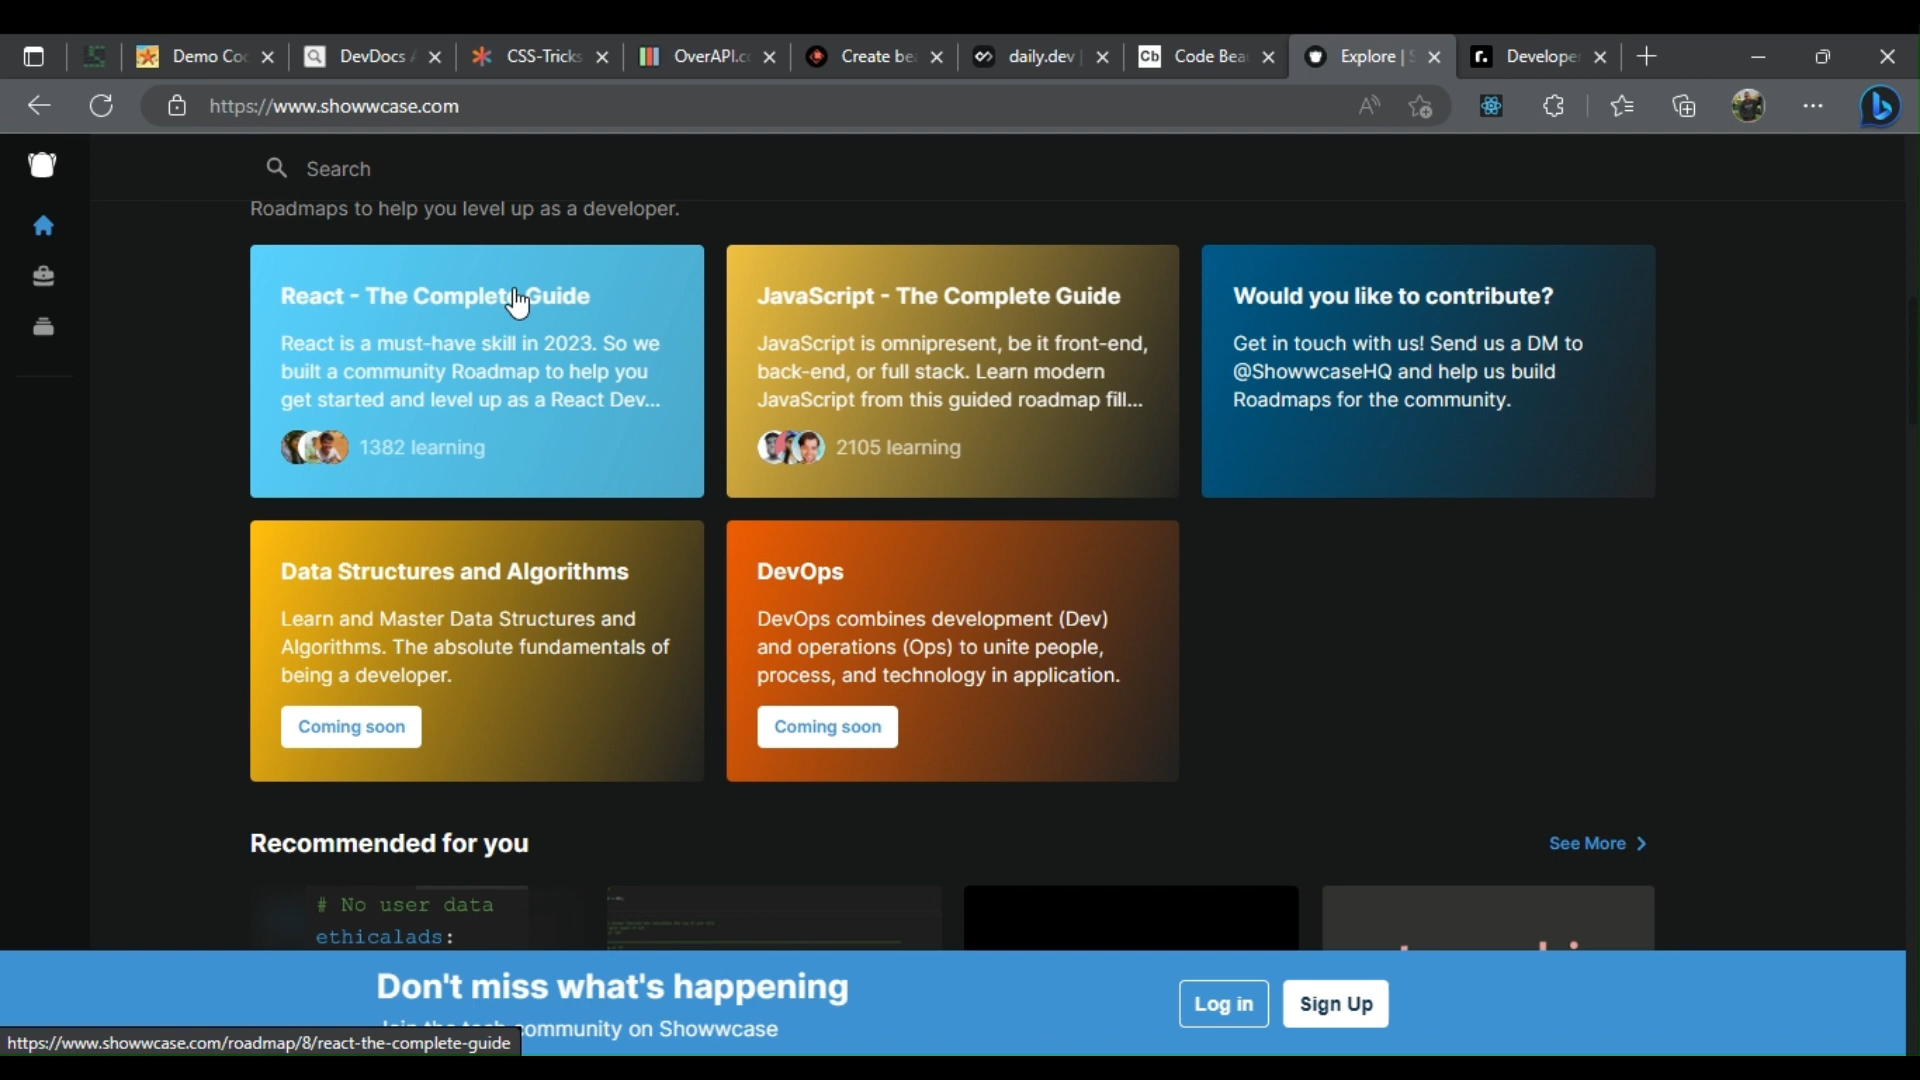 Demo Co
DevDocs
CSS-Tricks
OverAPI.c
Create be
daily.dev
Cb
Code Bea
Explore |
r.
Develope
https://www.showwcase.com
Search
Roadmaps to help you level up as a developer.
React - The Complete Guide
React is a must-have skill in 2023. So we
built a community Roadmap to help you
get started and level up as a React Dev...
1382 learning
JavaScript - The Complete Guide
JavaScript is omnipresent, be it front-end,
back-end, or full stack. Learn modern
JavaScript from this guided roadmap fill...
2105 learning
Would you like to contribute?
Get in touch with us! Send us a DM to
@ShowwcaseHQ and help us build
Roadmaps for the community.
Data Structures and Algorithms
Learn and Master Data Structures and
Algorithms. The absolute fundamentals of
being a developer.
Coming soon
DevOps
DevOps combines development (Dev)
and operations (Ops) to unite people,
process, and technology in application.
Coming soon
Recommended for you
See More
# No user data
ethicalads:
Don't miss what's happening
Join the tech community on Showwcase
Log in
Sign Up
https://www.showwcase.com/roadmap/8/react-the-complete-guide